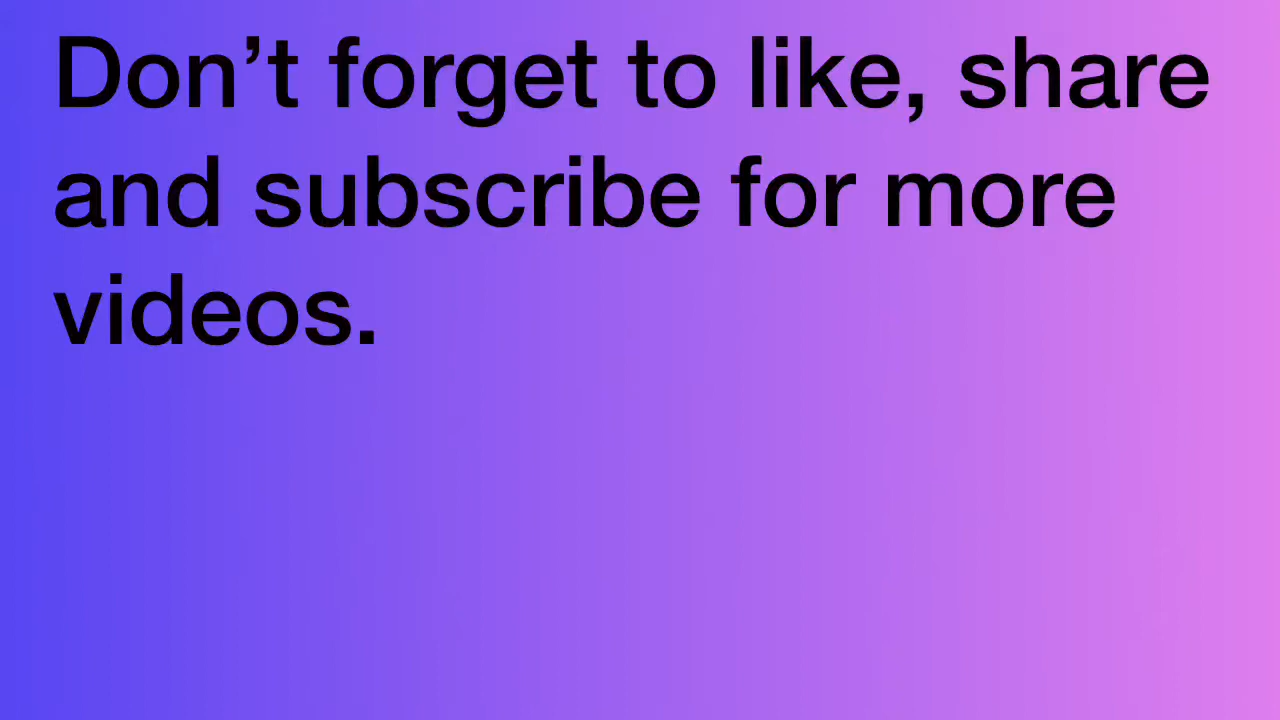 Don’t forget to like, share
and subscribe for more
videos.